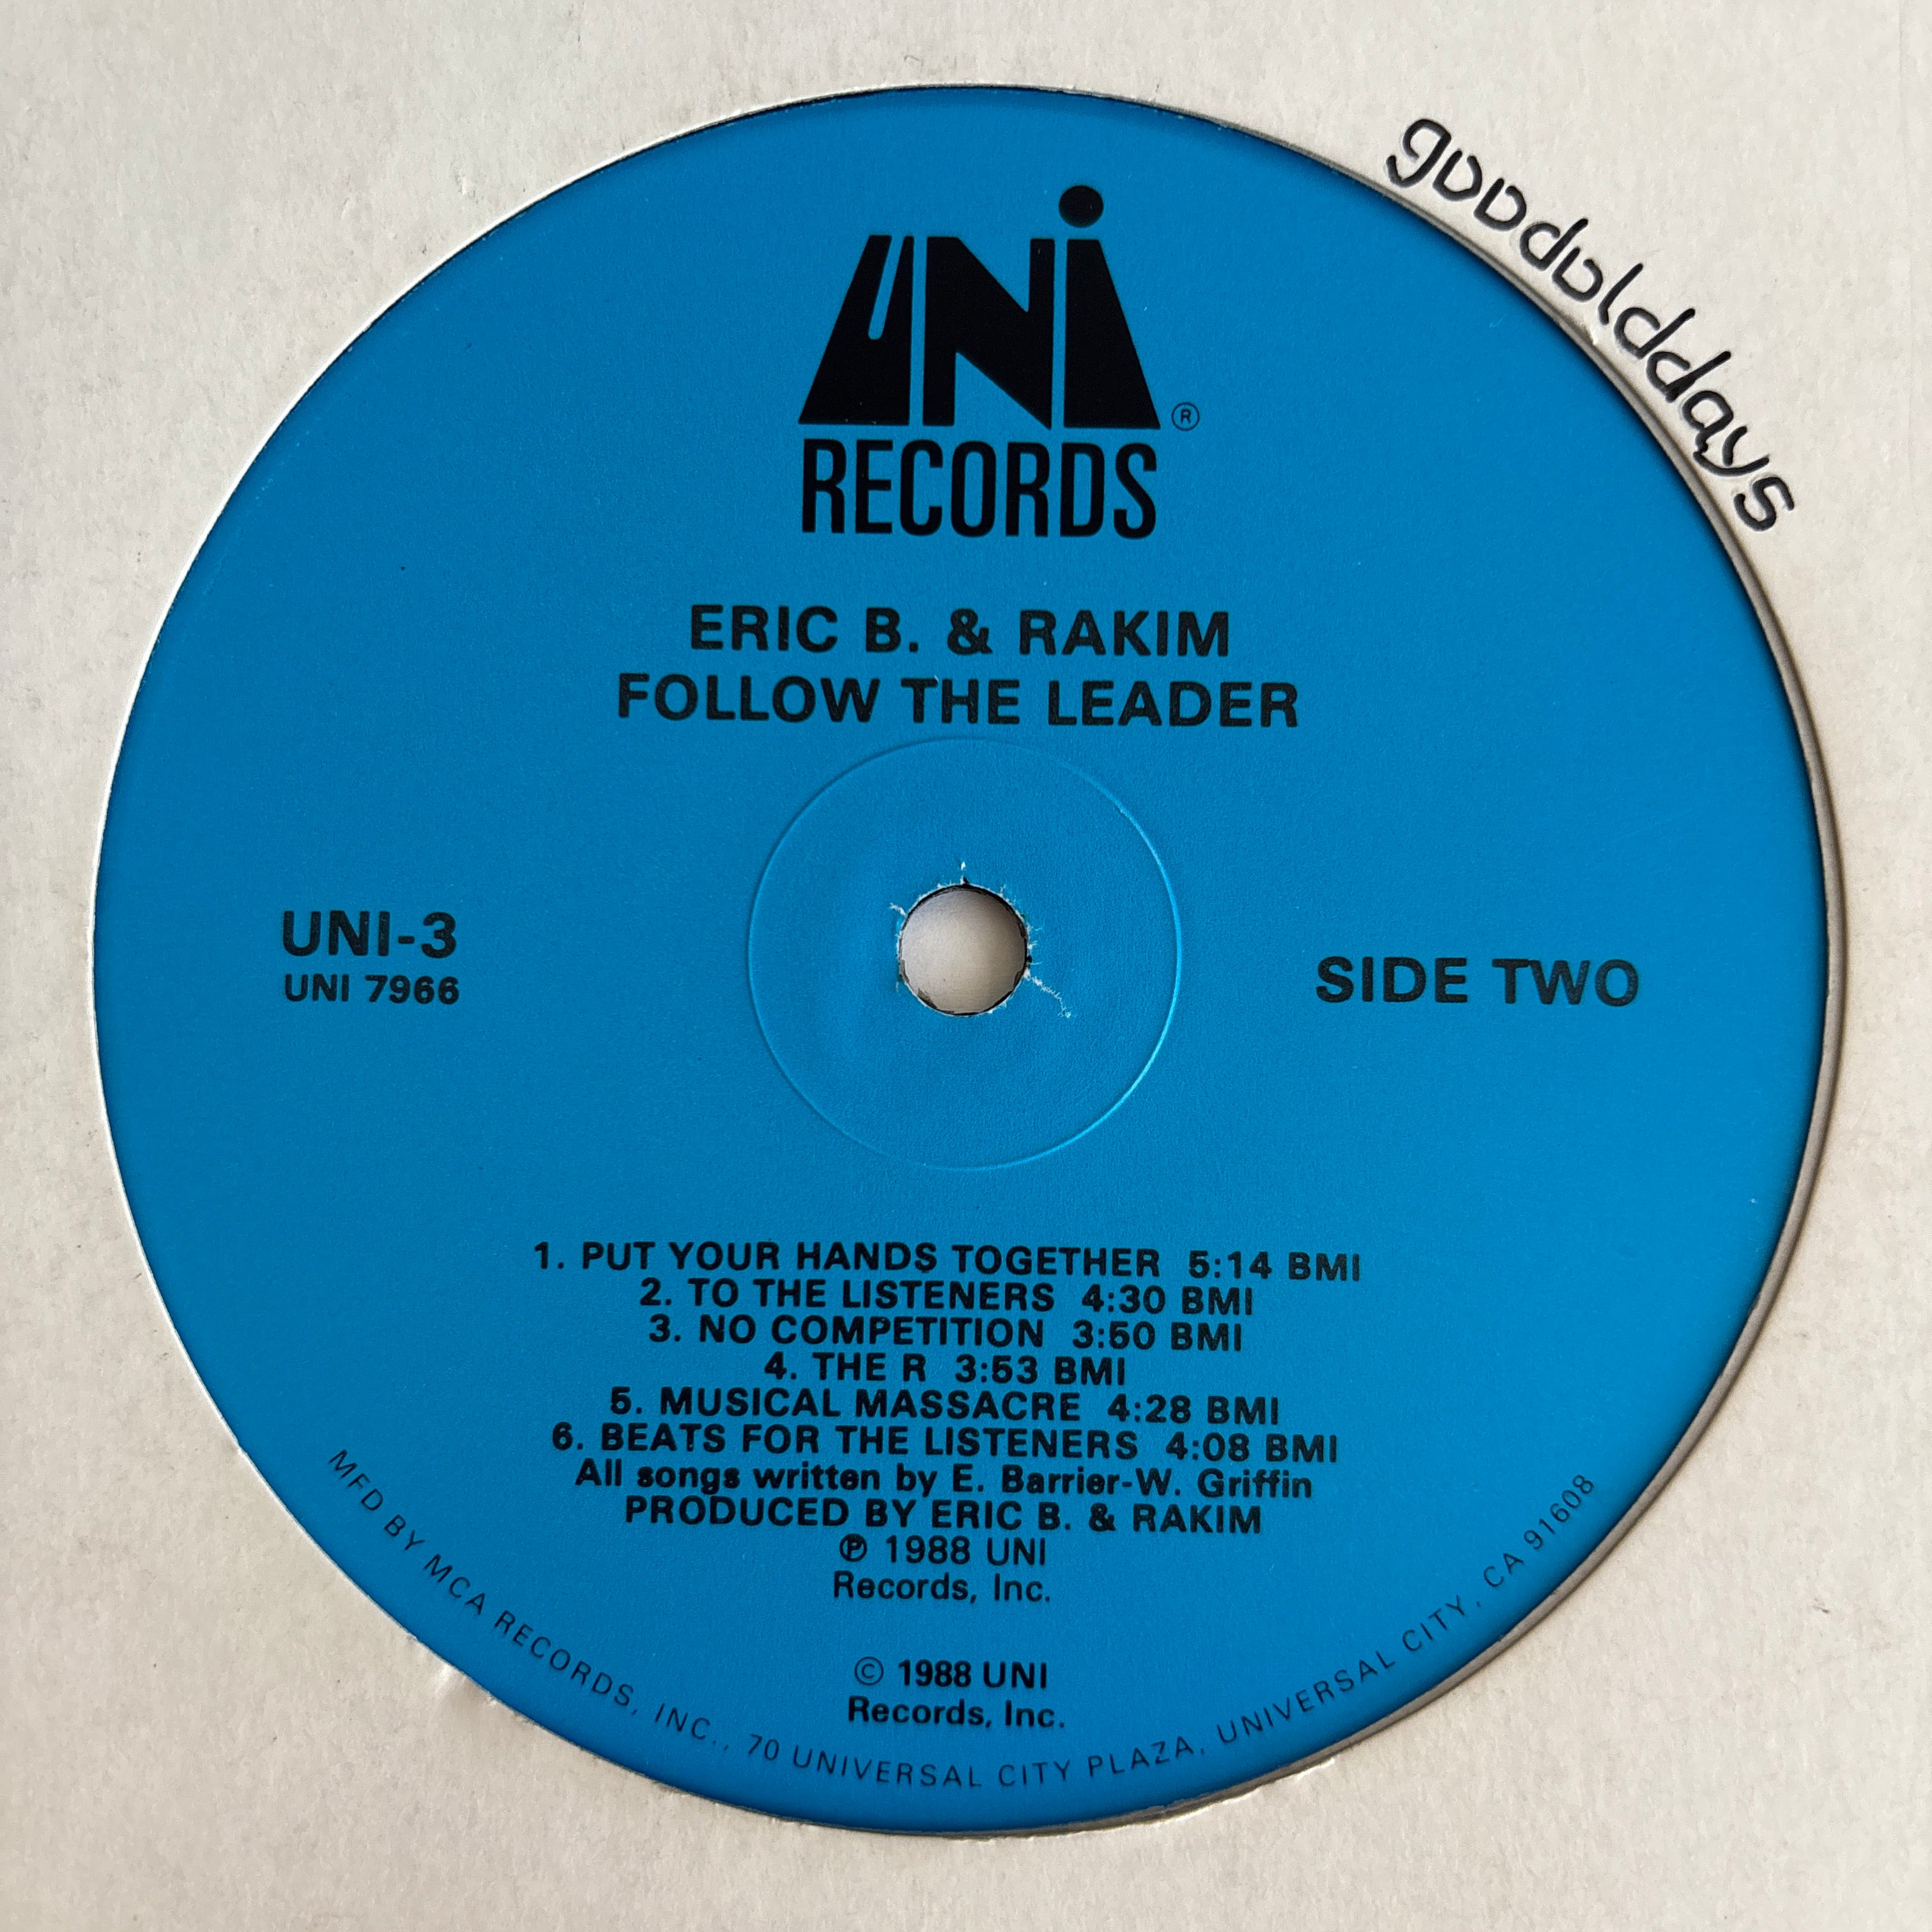 gooddolddays
UNI ®
RECORDS
ERIC B. & RAKIM
FOLLOW THE LEADER
UNI-3
UNI 7966
SIDE TWO
1. PUT YOUR HANDS TOGETHER 5:14 BMI
2. TO THE LISTENERS 4:30 BMI
3. NO COMPETITION 3:50 BMI
4. THE R 3:53 BMI
5. MUSICAL MASSACRE 4:28 BMI
6. BEATS FOR THE LISTENERS 4:08 BMI
All songs written by E. Barrier-W. Griffin
PRODUCED BY ERIC B. & RAKIM
℗ 1988 UNI
Records, Inc.
© 1988 UNI
Records, Inc.
MFD BY MCA RECORDS, INC., 70 UNIVERSAL CITY PLAZA, UNIVERSAL CITY, CA 91608